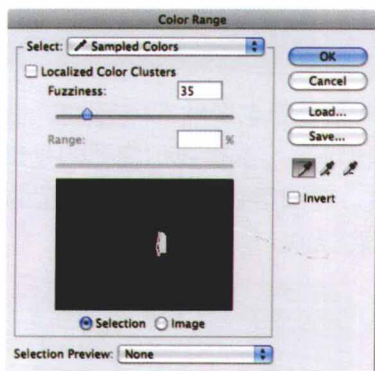 Color Range
Select: Sampled Colors
OK
Localized Color Clusters
Cancel
Fuzziness: 35
Load...
Range: %
Save...
Invert
Selection Image
Selection Preview: None